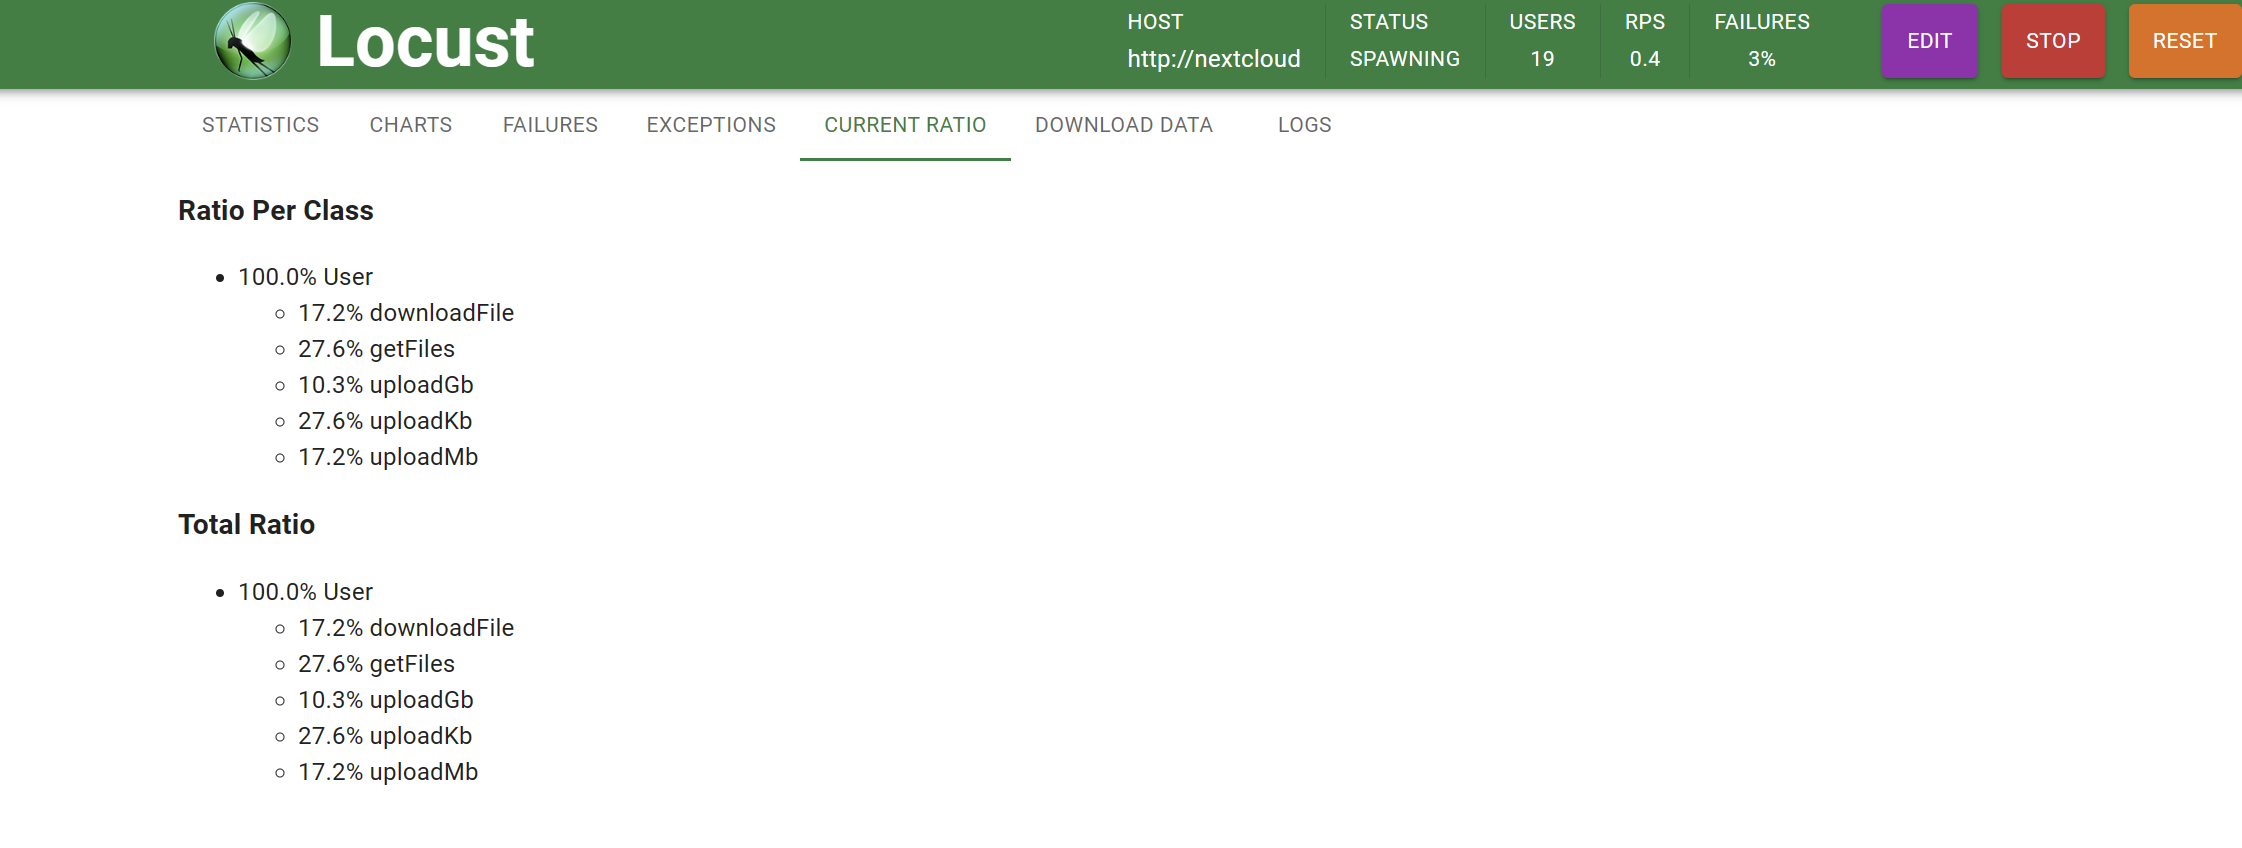 Locust
HOST
http://nextcloud
STATUS
SPAWNING
USERS
19
RPS
0.4
FAILURES
3%
EDIT
STOP
RESET
STATISTICS
CHARTS
FAILURES
EXCEPTIONS
CURRENT RATIO
DOWNLOAD DATA
LOGS
Ratio Per Class
100.0% User
17.2% downloadFile
27.6% getFiles
10.3% uploadGb
27.6% uploadKb
17.2% uploadMb
Total Ratio
100.0% User
17.2% downloadFile
27.6% getFiles
10.3% uploadGb
27.6% uploadKb
17.2% uploadMb